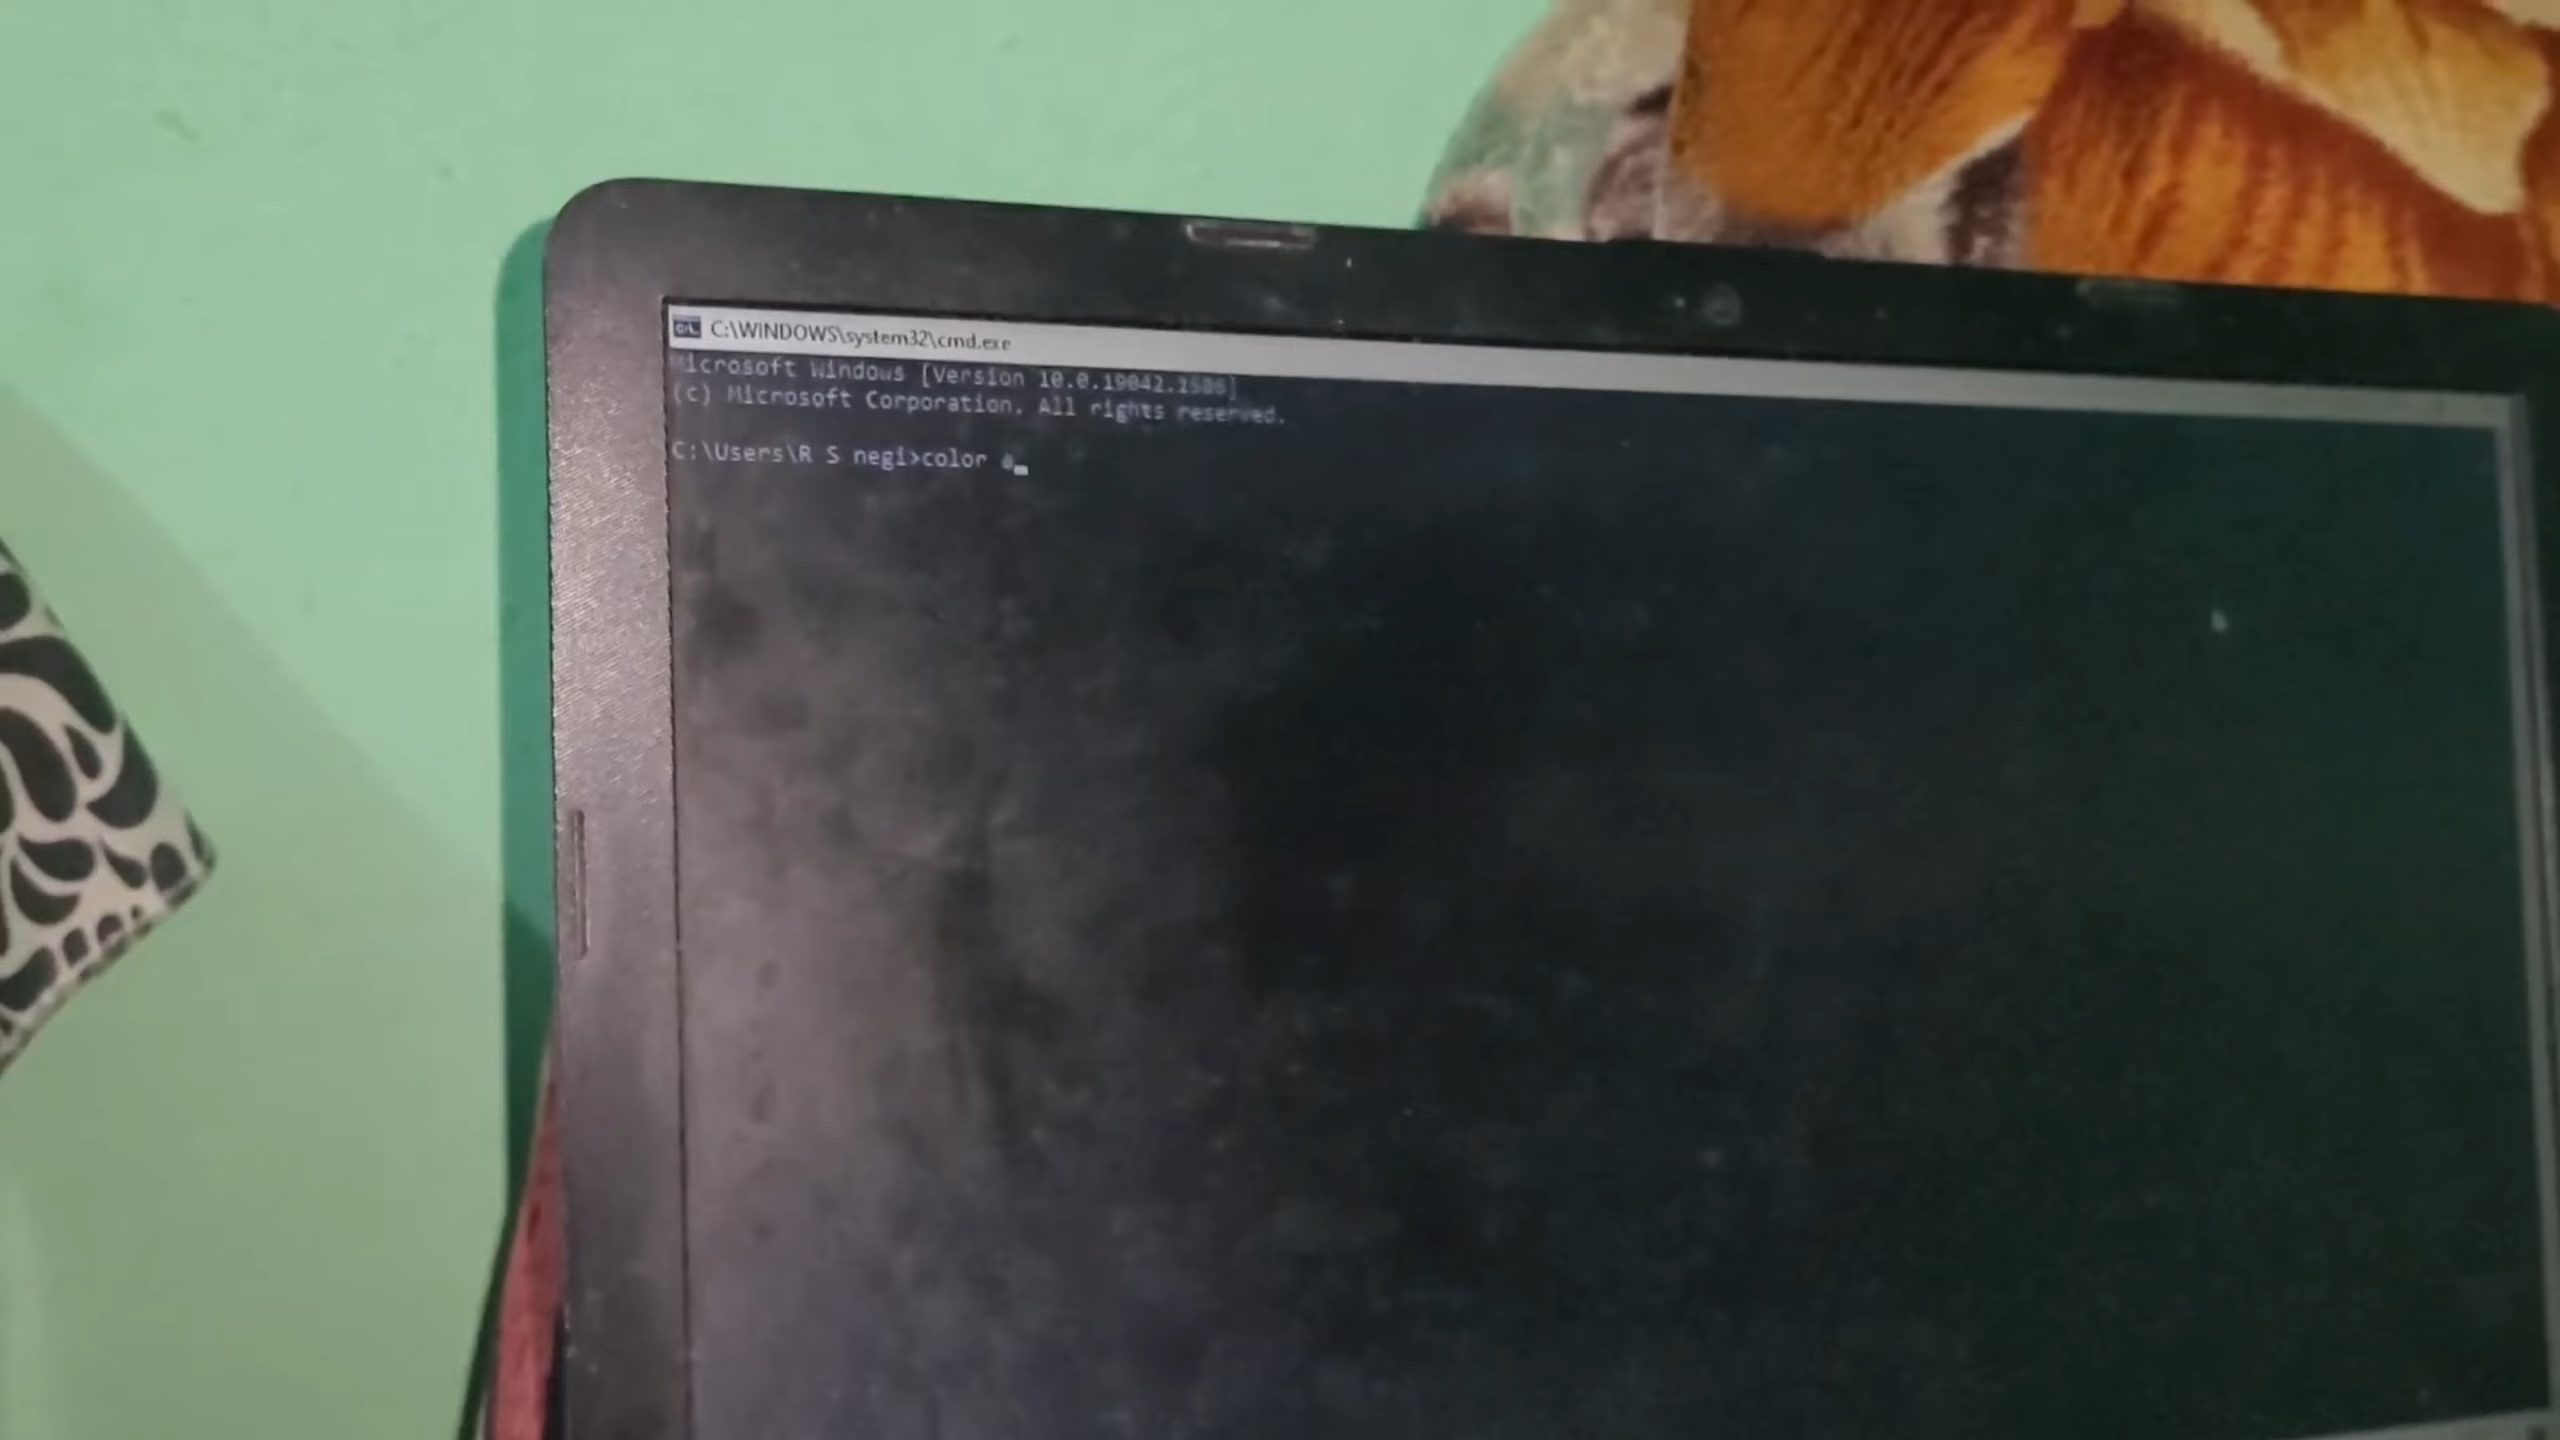 C:\WINDOWS\system32\cmd.exe
Microsoft Windows [Version 10.0.19042.1586]
(c) Microsoft Corporation. All rights reserved.
C:\Users\R S negi>color